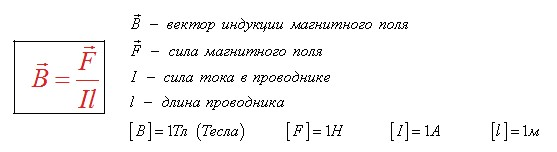 B⃗ = F⃗ / Il
B⃗ – вектор индукции магнитного поля
F⃗ – сила магнитного поля
I – сила тока в проводнике
l – длина проводника
[B] = 1Тл (Тесла) [F] = 1Н [I] = 1А [l] = 1м